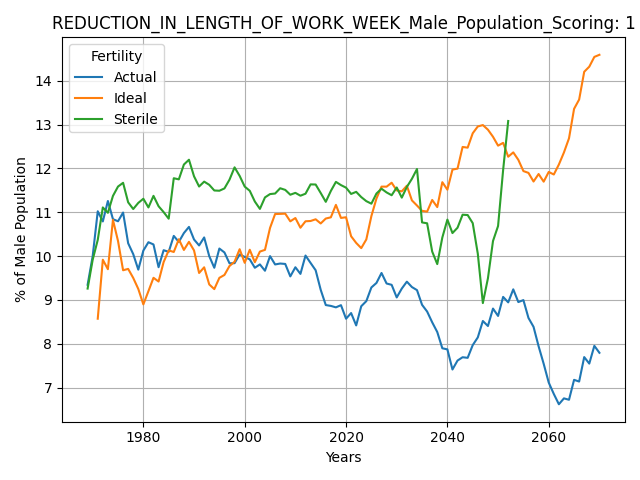 REDUCTION_IN_LENGTH_OF_WORK_WEEK_Male_Population_Scoring: 1
Fertility
Actual
Ideal
Sterile
% of Male Population
14
13
12
11
10
9
8
7
1980
2000
2020
2040
2060
Years